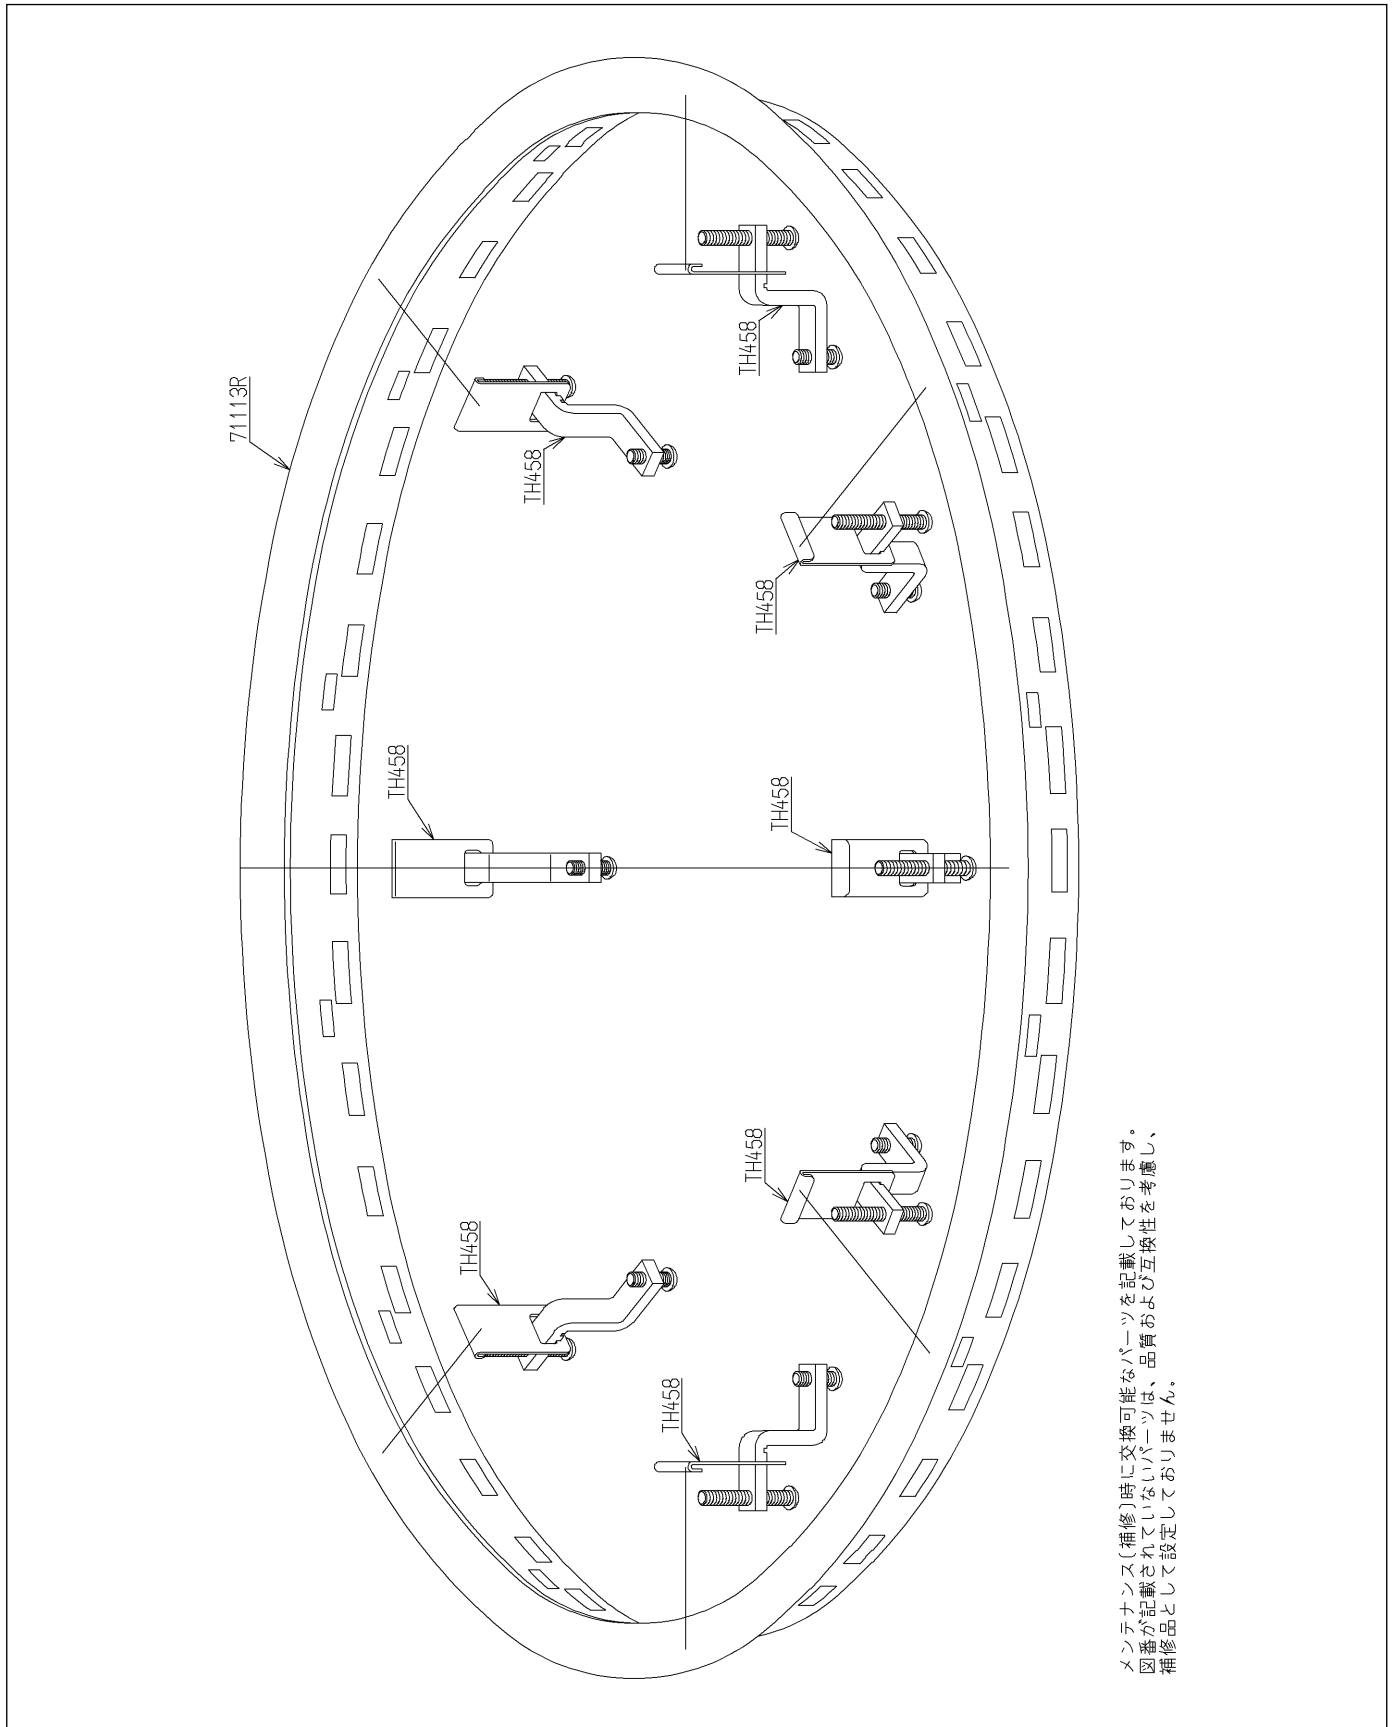 71113R
TH458
TH458
TH458
TH458
TH458
TH458
TH458
TH458
メンテナンス(補修)時に交換可能なパーツを記載しております。
図番が記載されていないパーツは、品質および互換性を考慮し、
補修品として設定しておりません。